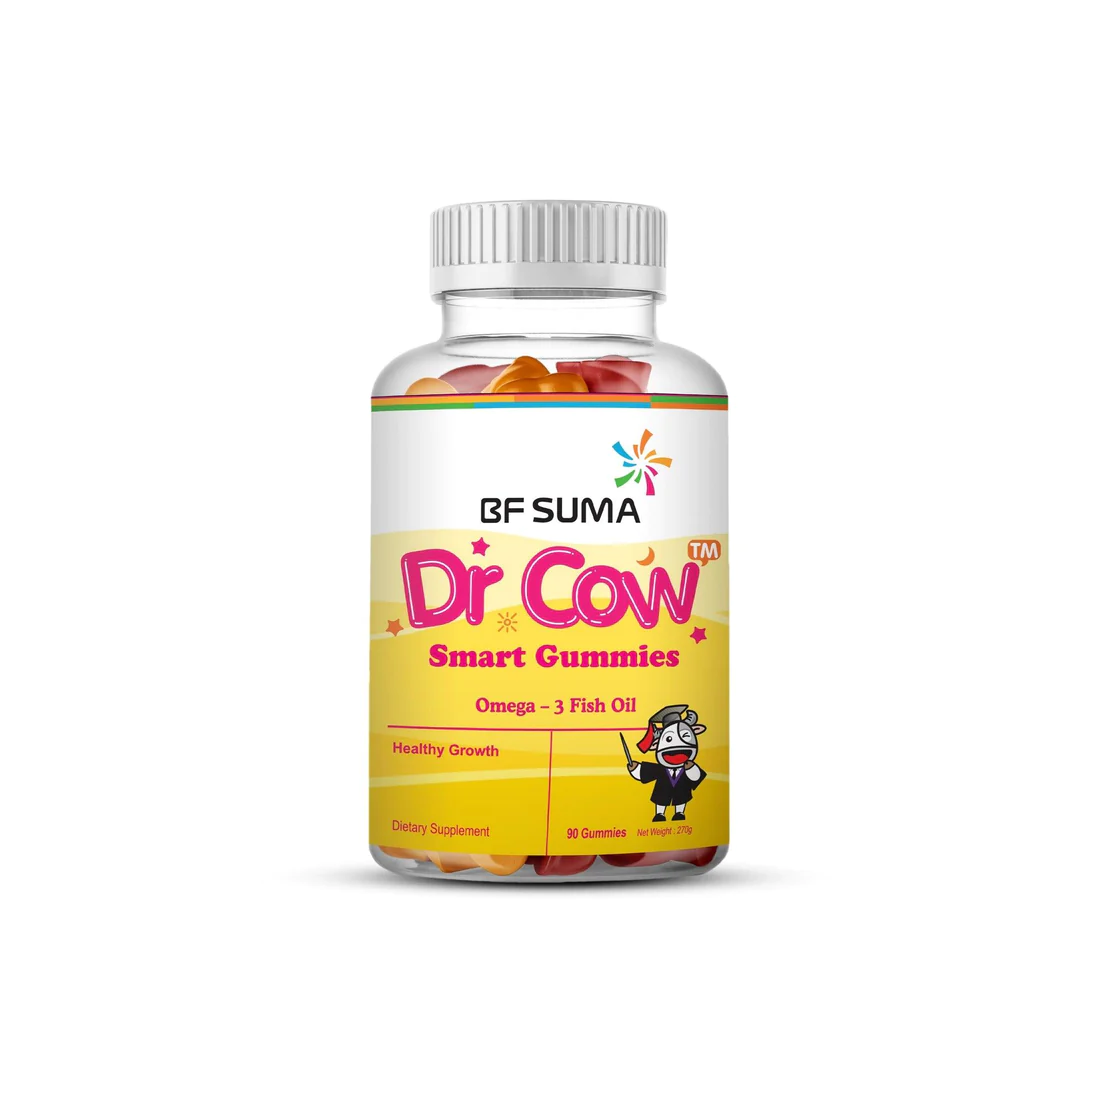 BF SUMA
Dr Cow TM
Smart Gummies
Omega – 3 Fish Oil
Healthy Growth
Dietary Supplement
90 Gummies Net Weight : 270g